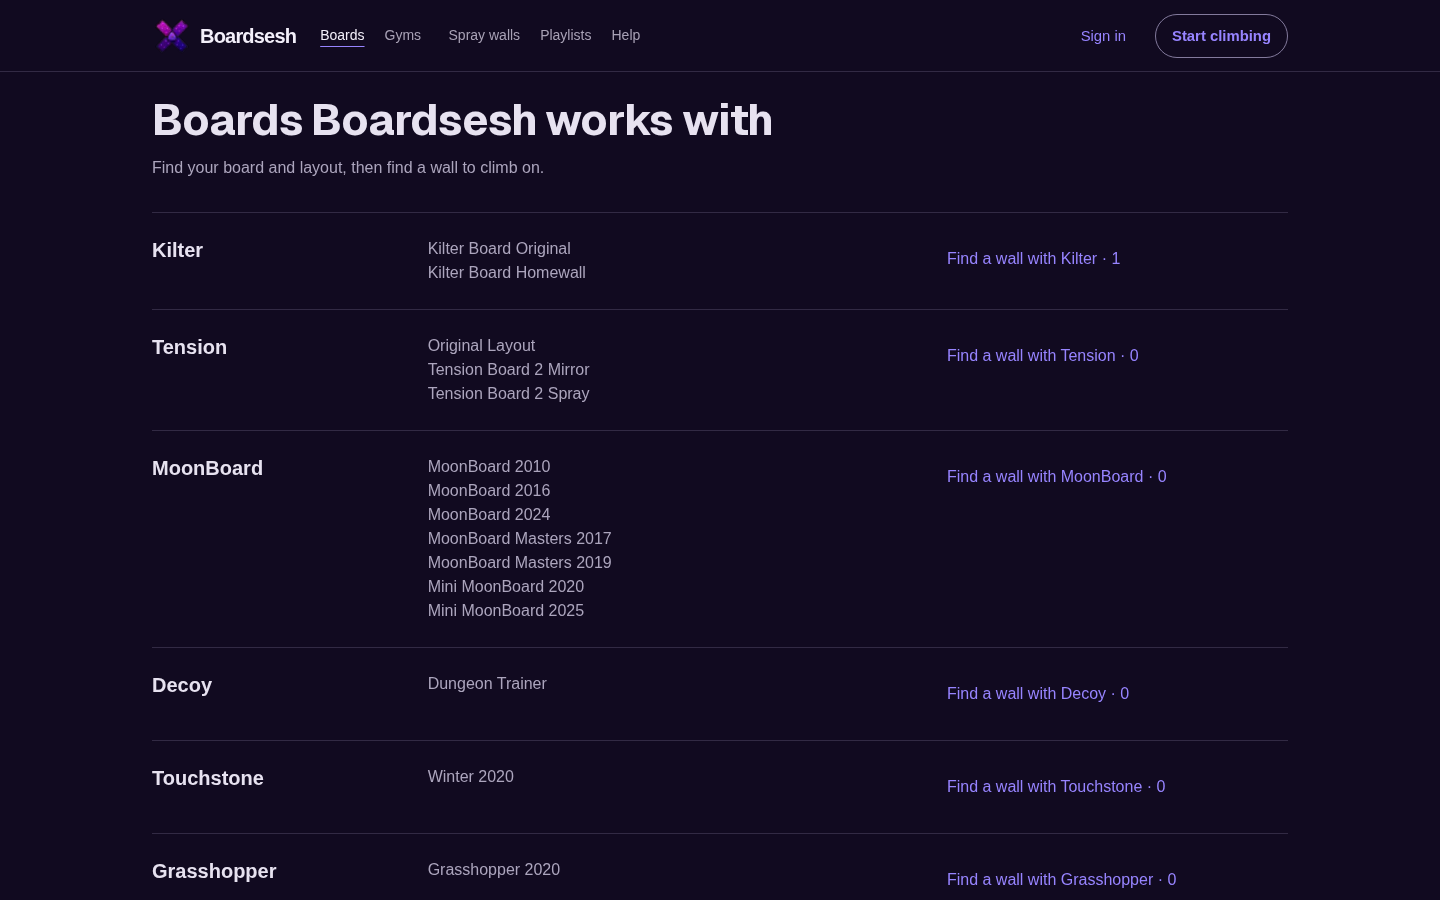 Boardsesh
Boards
Gyms
Spray walls
Playlists
Help
Sign in
Start climbing
Boards Boardsesh works with
Find your board and layout, then find a wall to climb on.
Kilter
Kilter Board Original
Kilter Board Homewall
Find a wall with Kilter · 1
Tension
Original Layout
Tension Board 2 Mirror
Tension Board 2 Spray
Find a wall with Tension · 0
MoonBoard
MoonBoard 2010
MoonBoard 2016
MoonBoard 2024
MoonBoard Masters 2017
MoonBoard Masters 2019
Mini MoonBoard 2020
Mini MoonBoard 2025
Find a wall with MoonBoard · 0
Decoy
Dungeon Trainer
Find a wall with Decoy · 0
Touchstone
Winter 2020
Find a wall with Touchstone · 0
Grasshopper
Grasshopper 2020
Find a wall with Grasshopper · 0